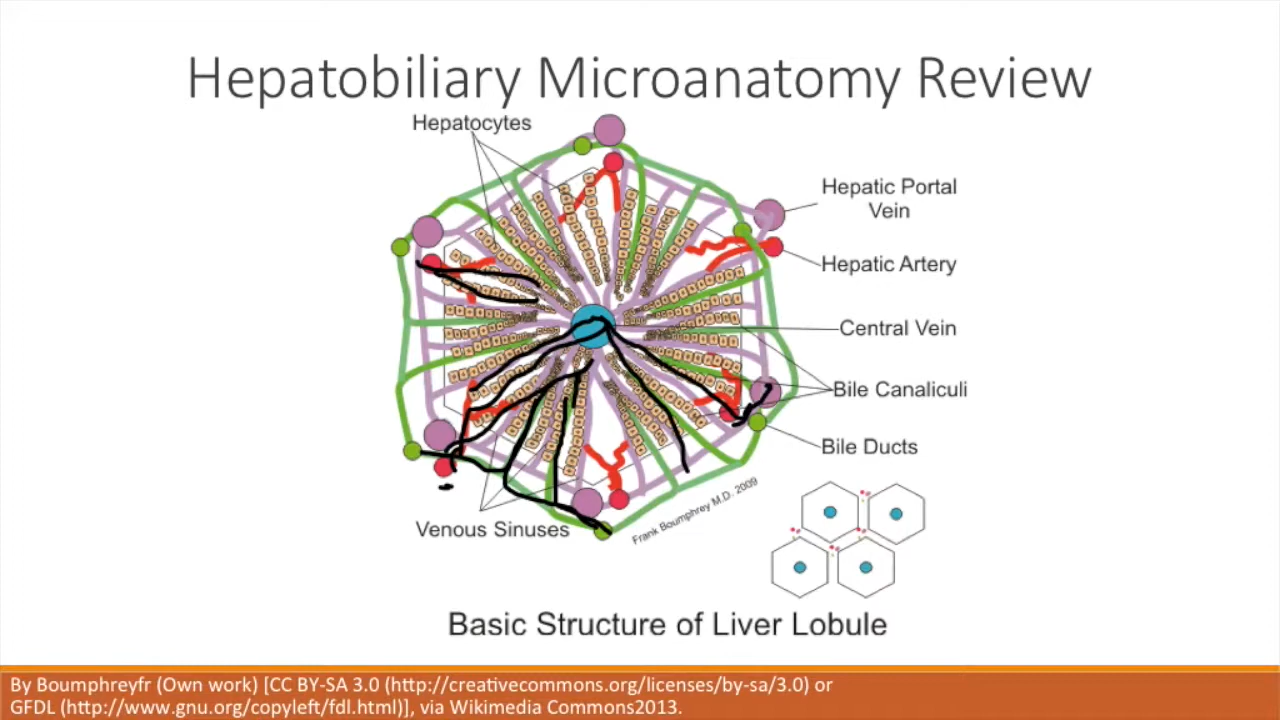 Hepatobiliary Microanatomy Review
Hepatocytes
Hepatic Portal
Vein
Hepatic Artery
Central Vein
Bile Canaliculi
Bile Ducts
Venous Sinuses
Frank Boumphrey M.D. 2009
Basic Structure of Liver Lobule
By Boumphreyfr (Own work) [CC BY-SA 3.0 (http://creativecommons.org/licenses/by-sa/3.0) or
GFDL (http://www.gnu.org/copyleft/fdl.html)], via Wikimedia Commons2013.